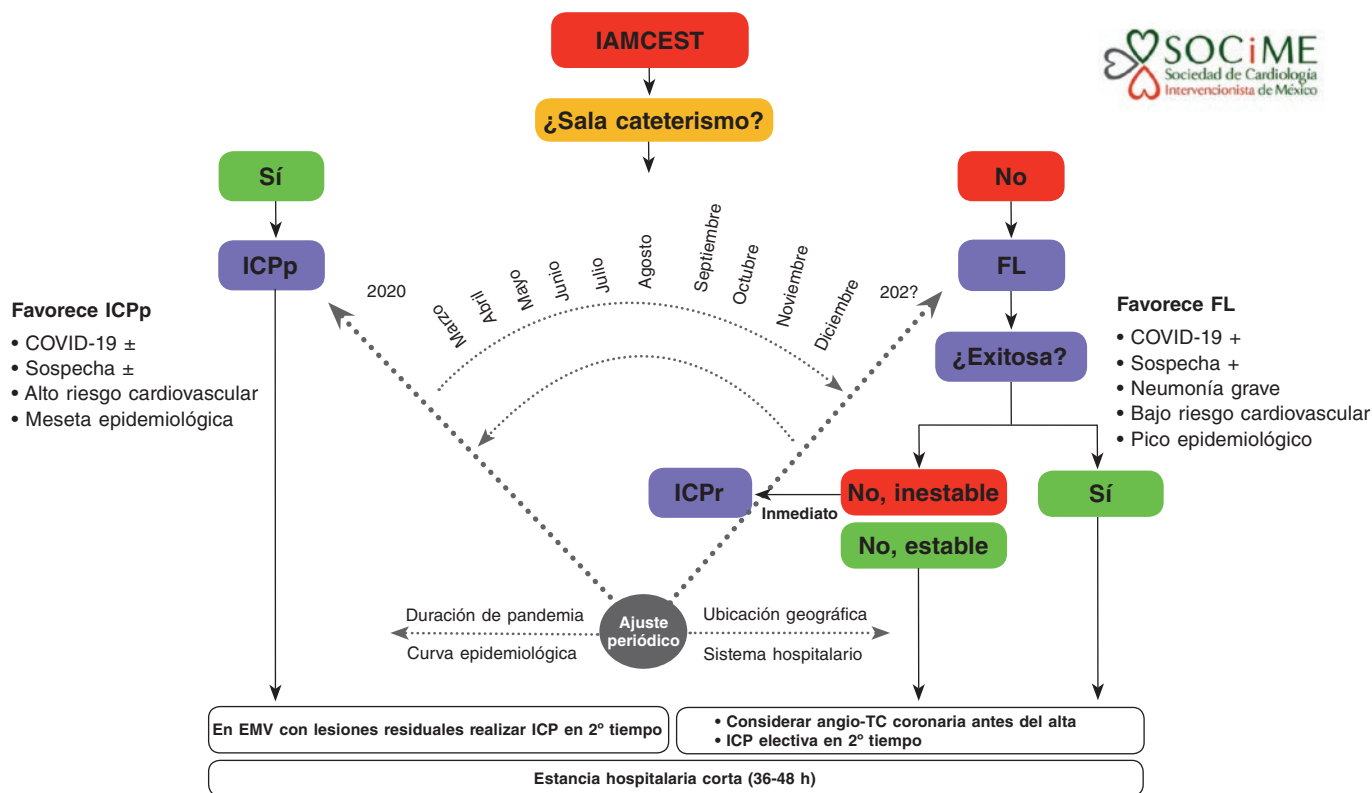 IAMCEST
SOCiME
Sociedad de Cardiología
Intervencionista de México
¿Sala cateterismo?
Sí
No
ICPp
FL
2020
Marzo
Abril
Mayo
Junio
Julio
Agosto
Septiembre
Octubre
Noviembre
Diciembre
202?
Favorece ICPp
• COVID-19 ±
• Sospecha ±
• Alto riesgo cardiovascular
• Meseta epidemiológica
¿Exitosa?
Favorece FL
• COVID-19 +
• Sospecha +
• Neumonía grave
• Bajo riesgo cardiovascular
• Pico epidemiológico
ICPr
Inmediato
No, inestable
Sí
No, estable
Duración de pandemia
Curva epidemiológica
Ajuste
periódico
Ubicación geográfica
Sistema hospitalario
En EMV con lesiones residuales realizar ICP en 2º tiempo
• Considerar angio-TC coronaria antes del alta
• ICP electiva en 2º tiempo
Estancia hospitalaria corta (36-48 h)